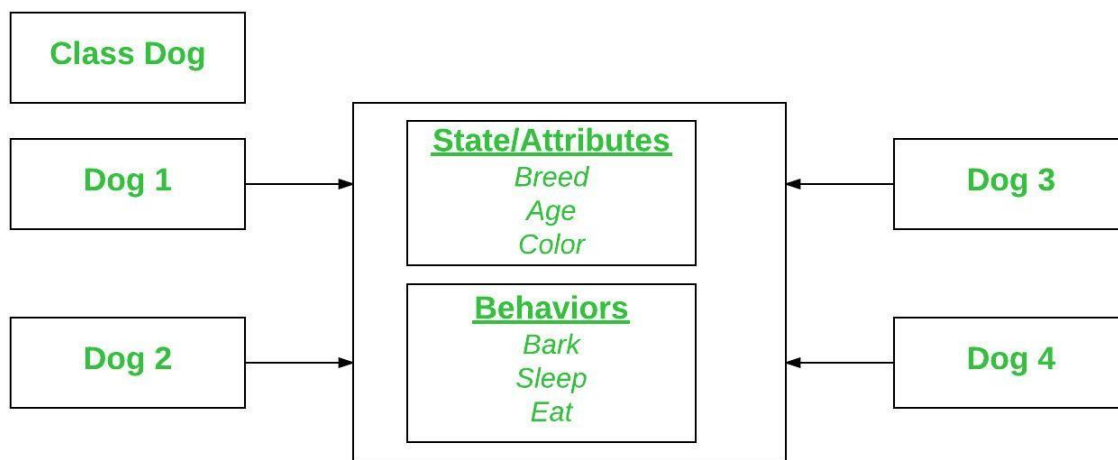 Class Dog
Dog 1
Dog 2
State/Attributes
Breed
Age
Color
Behaviors
Bark
Sleep
Eat
Dog 3
Dog 4